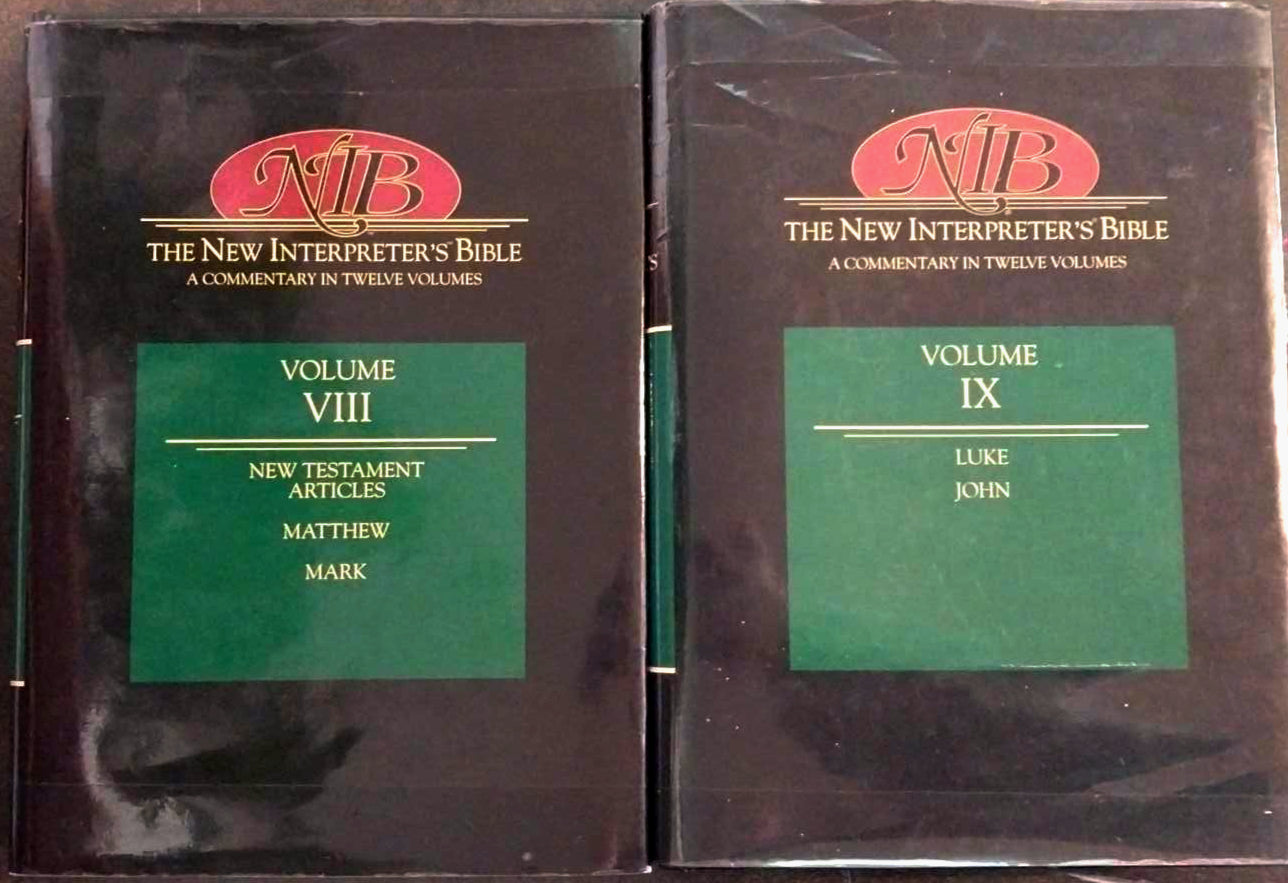 NIB
THE NEW INTERPRETER'S BIBLE
A COMMENTARY IN TWELVE VOLUMES
VOLUME
VIII
NEW TESTAMENT
ARTICLES
MATTHEW
MARK
NIB
THE NEW INTERPRETER'S BIBLE
A COMMENTARY IN TWELVE VOLUMES
VOLUME
IX
LUKE
JOHN